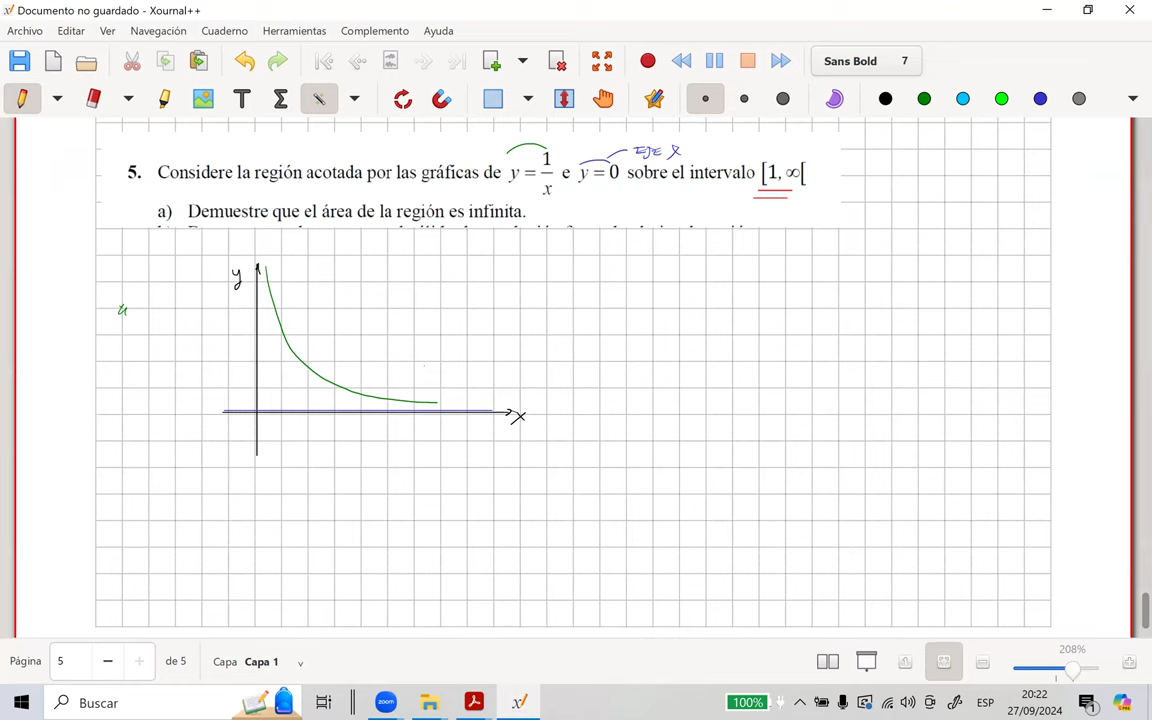 Documento no guardado - Xournal++
Archivo Editar Ver Navegación Cuaderno Herramientas Complemento Ayuda
Sans Bold 7
EJE X
5. Considere la región acotada por las gráficas de y = 1/x e y = 0 sobre el intervalo [1, ∞[
a) Demuestre que el área de la región es infinita.
y
x
Página 5 de 5 Capa Capa 1 208%
Buscar zoom 100% ESP 20:22
27/09/2024 1